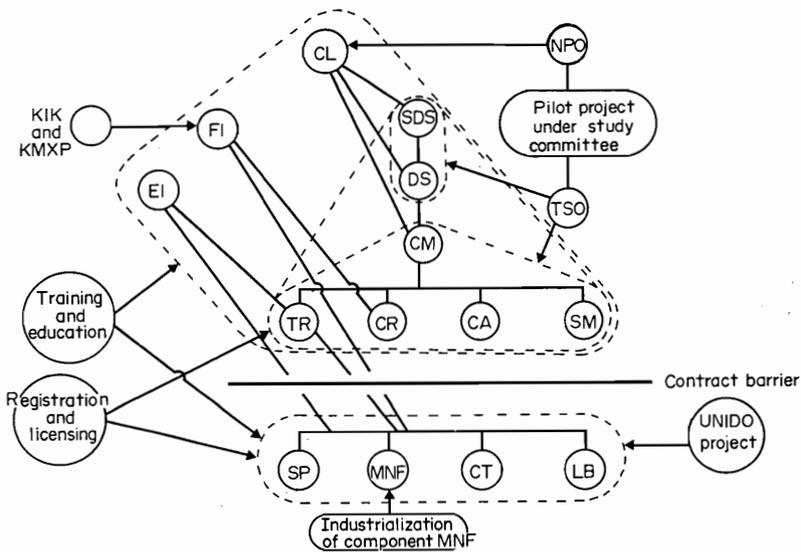 CL
NPO
KIK
and
KMXP
FI
SDS
Pilot project
under study
committee
EI
DS
TSO
CM
Training
and
education
TR
CR
CA
SM
Registration
and
licensing
Contract barrier
UNIDO
project
SP
MNF
CT
LB
Industrialization
of component MNF